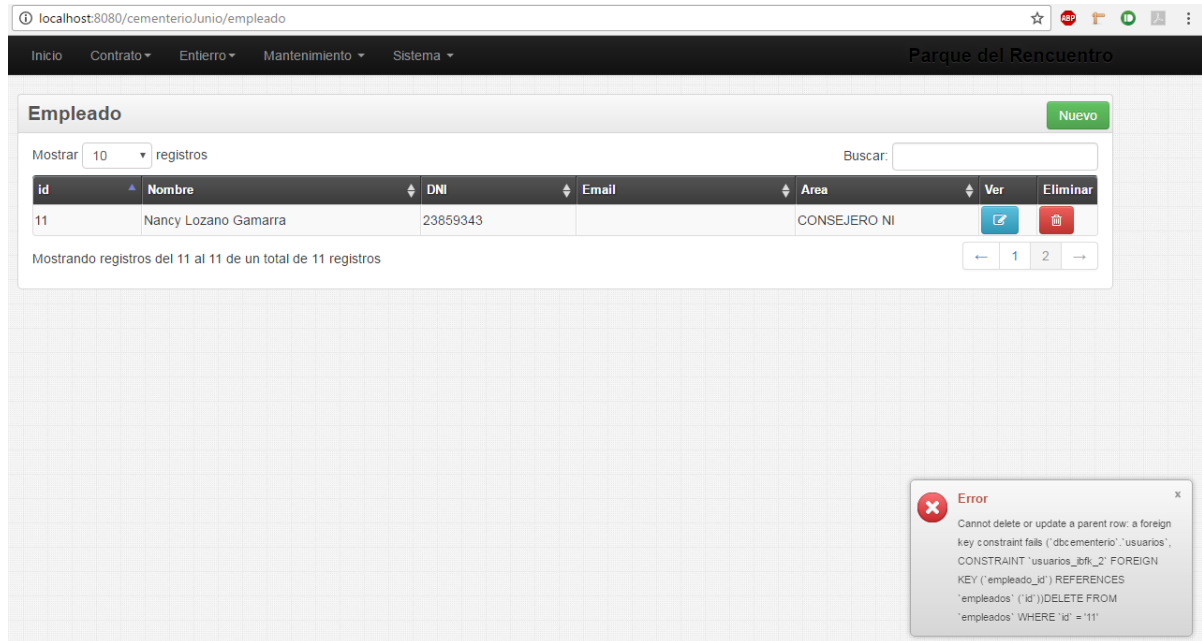 localhost:8080/cementerioJunio/empleado
ABP
Inicio Contrato Entierro Mantenimiento Sistema Parque del Rencuentro
Empleado Nuevo
Mostrar 10 registros Buscar:
id Nombre DNI Email Area Ver Eliminar
11 Nancy Lozano Gamarra 23859343 CONSEJERO NI
Mostrando registros del 11 al 11 de un total de 11 registros ← 1 2 →
Error x
Cannot delete or update a parent row: a foreign
key constraint fails (`dbcementerio`.`usuarios`,
CONSTRAINT `usuarios_ibfk_2` FOREIGN
KEY (`empleado_id`) REFERENCES
`empleados` (`id`))DELETE FROM
`empleados` WHERE `id` = '11'